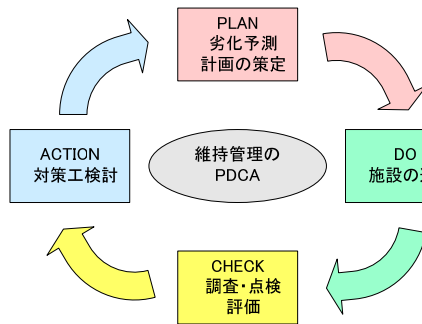 PLAN
劣化予測
計画の策定
ACTION
対策工検討
維持管理の
PDCA
DO
施設の
CHECK
調査・点検
評価